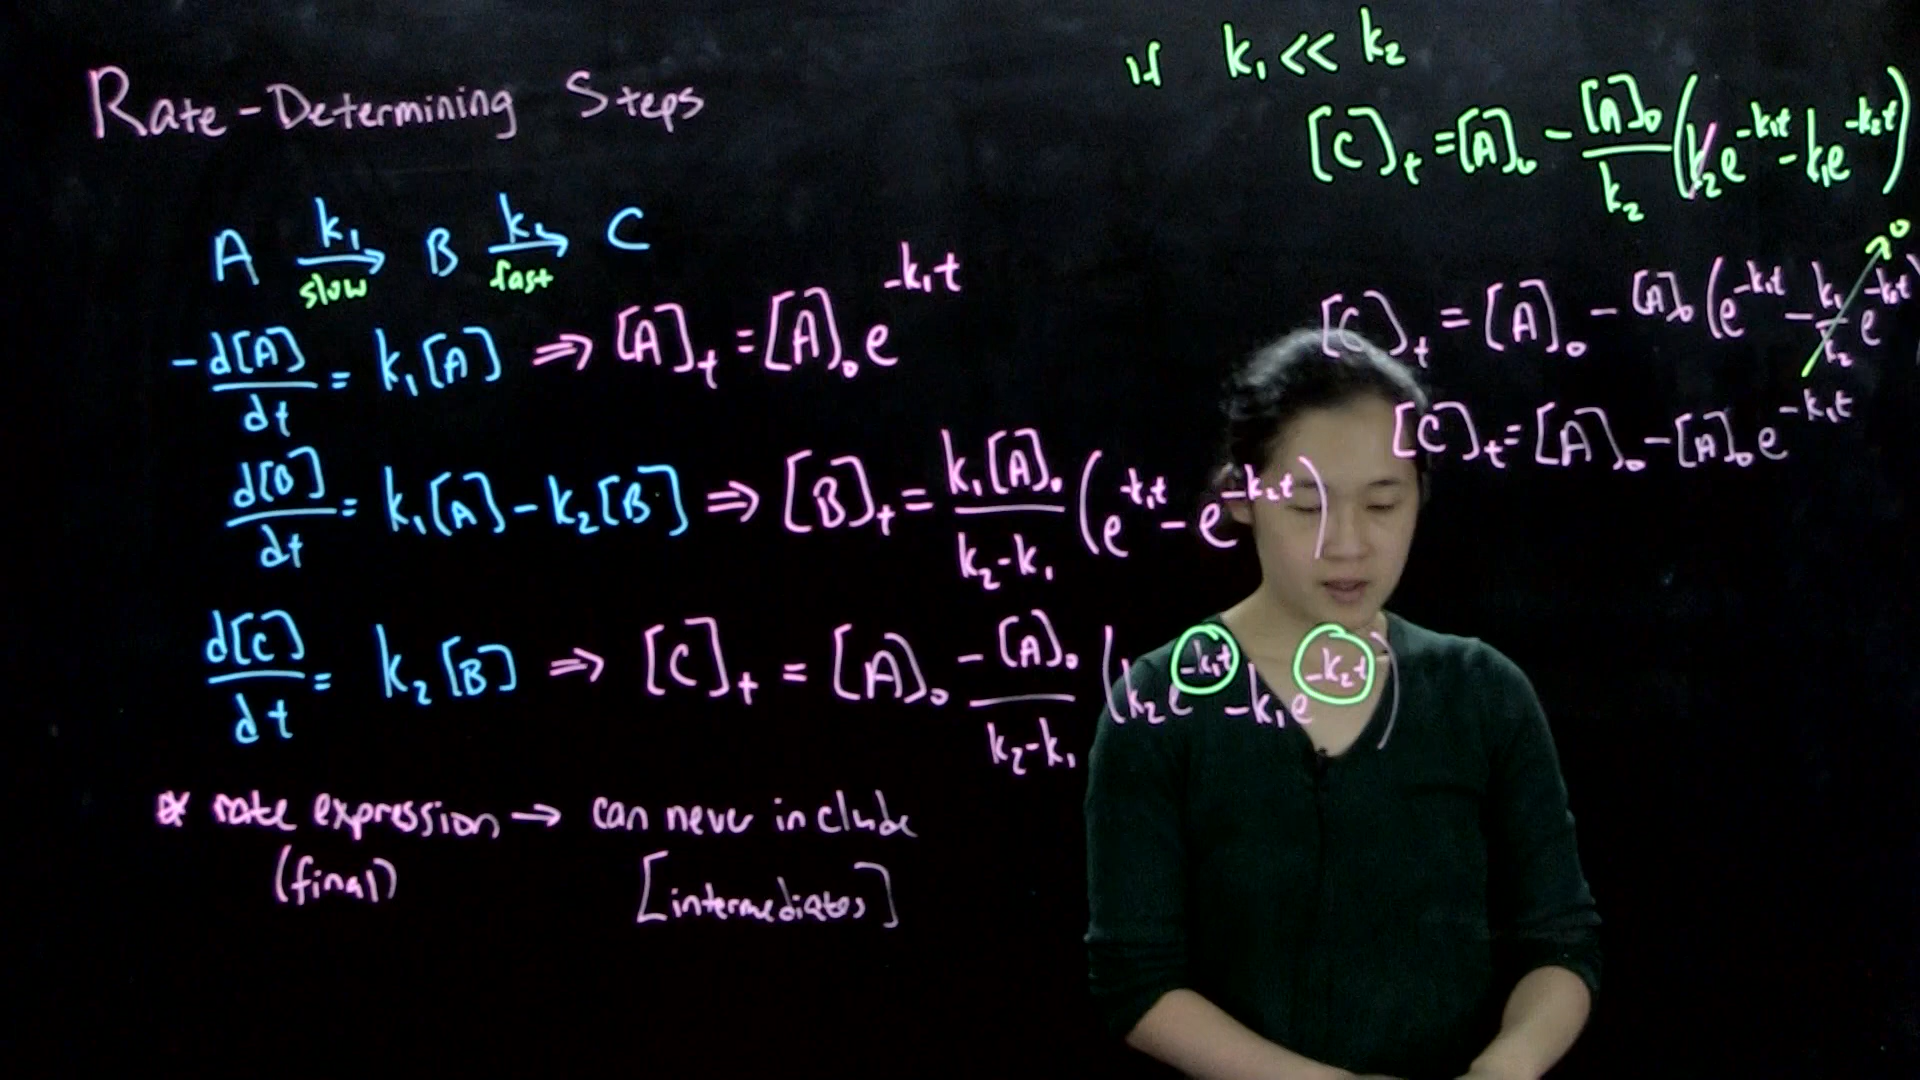 Rate-Determining Steps
A k₁→ slow B k₂→ fast C
-d[A]/dt = k₁[A] ⇒ [A]ₜ = [A]₀e^(-k₁t)
d[B]/dt = k₁[A] - k₂[B] ⇒ [B]ₜ = k₁[A]₀/(k₂-k₁) (e^(-k₁t) - e^(-k₂t))
d[C]/dt = k₂[B] ⇒ [C]ₜ = [A]₀ - [A]₀/(k₂-k₁) (k₂e^(-k₁t) - k₁e^(-k₂t))
* rate expression → can never include
(final) [intermediates]
if k₁ << k₂
[C]ₜ = [A]₀ - [A]₀/k₂ (k₂e^(-k₁t) - k₁e^(-k₂t))
[C]ₜ = [A]₀ - [A]₀ (e^(-k₁t) - k₁/k₂ e^(-k₂t)) → 0
[C]ₜ = [A]₀ - [A]₀e^(-k₁t)